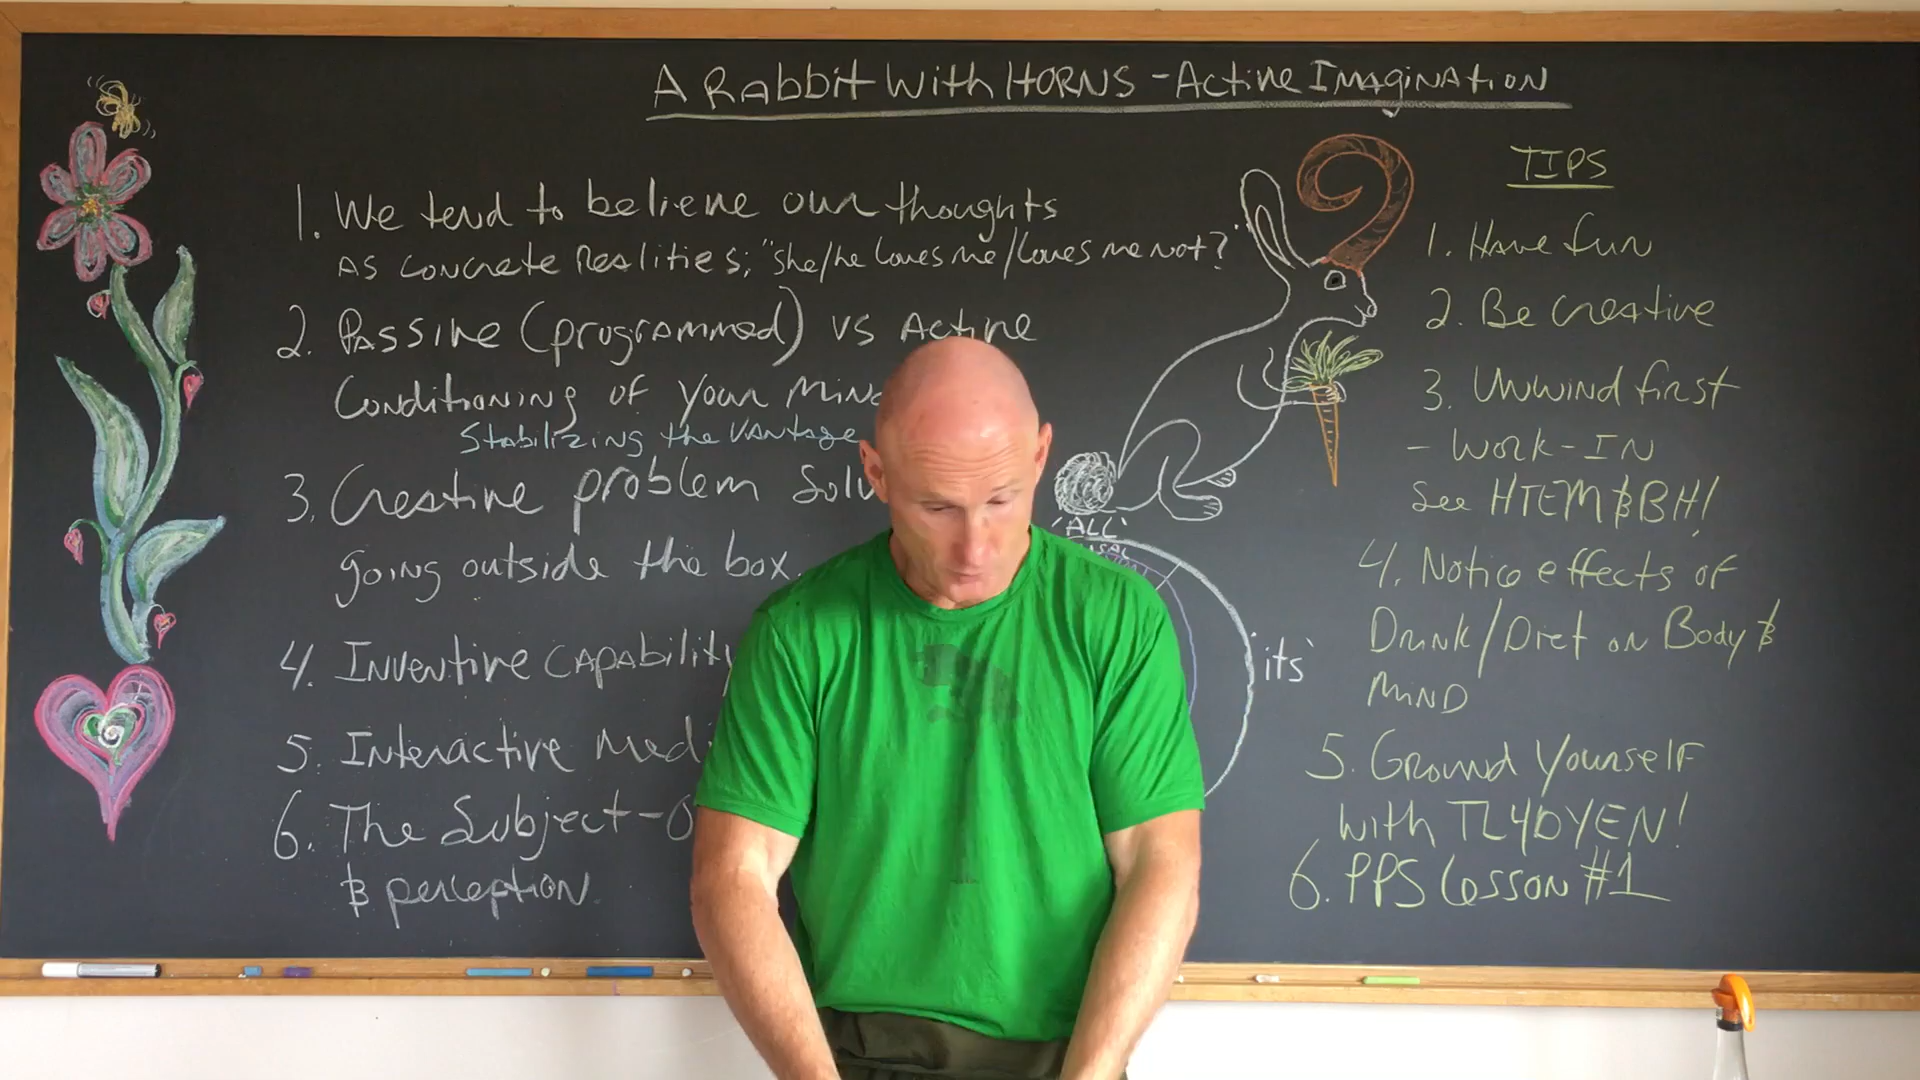 A Rabbit With HORNS - Active Imagination
1. We tend to believe our thoughts
As concrete Realities; "She/he Loves me/Loves me not?"
2. Passive (programmed) vs Active
Conditioning of your Mind
Stabilizing the Vantage
3. Creative problem Solv
going outside the box.
4. Inventive Capability
5. Interactive Medi
6. The Subject-O
& perception.
'ALL'
'its'
TIPS
1. Have fun
2. Be Creative
3. Unwind first
- Work-IN
See HTEM&BH!
4. Notice effects of
Drink/Diet on Body &
Mind
5. Ground Yourself
with TL4DYEN!
6. PPS Lesson #1